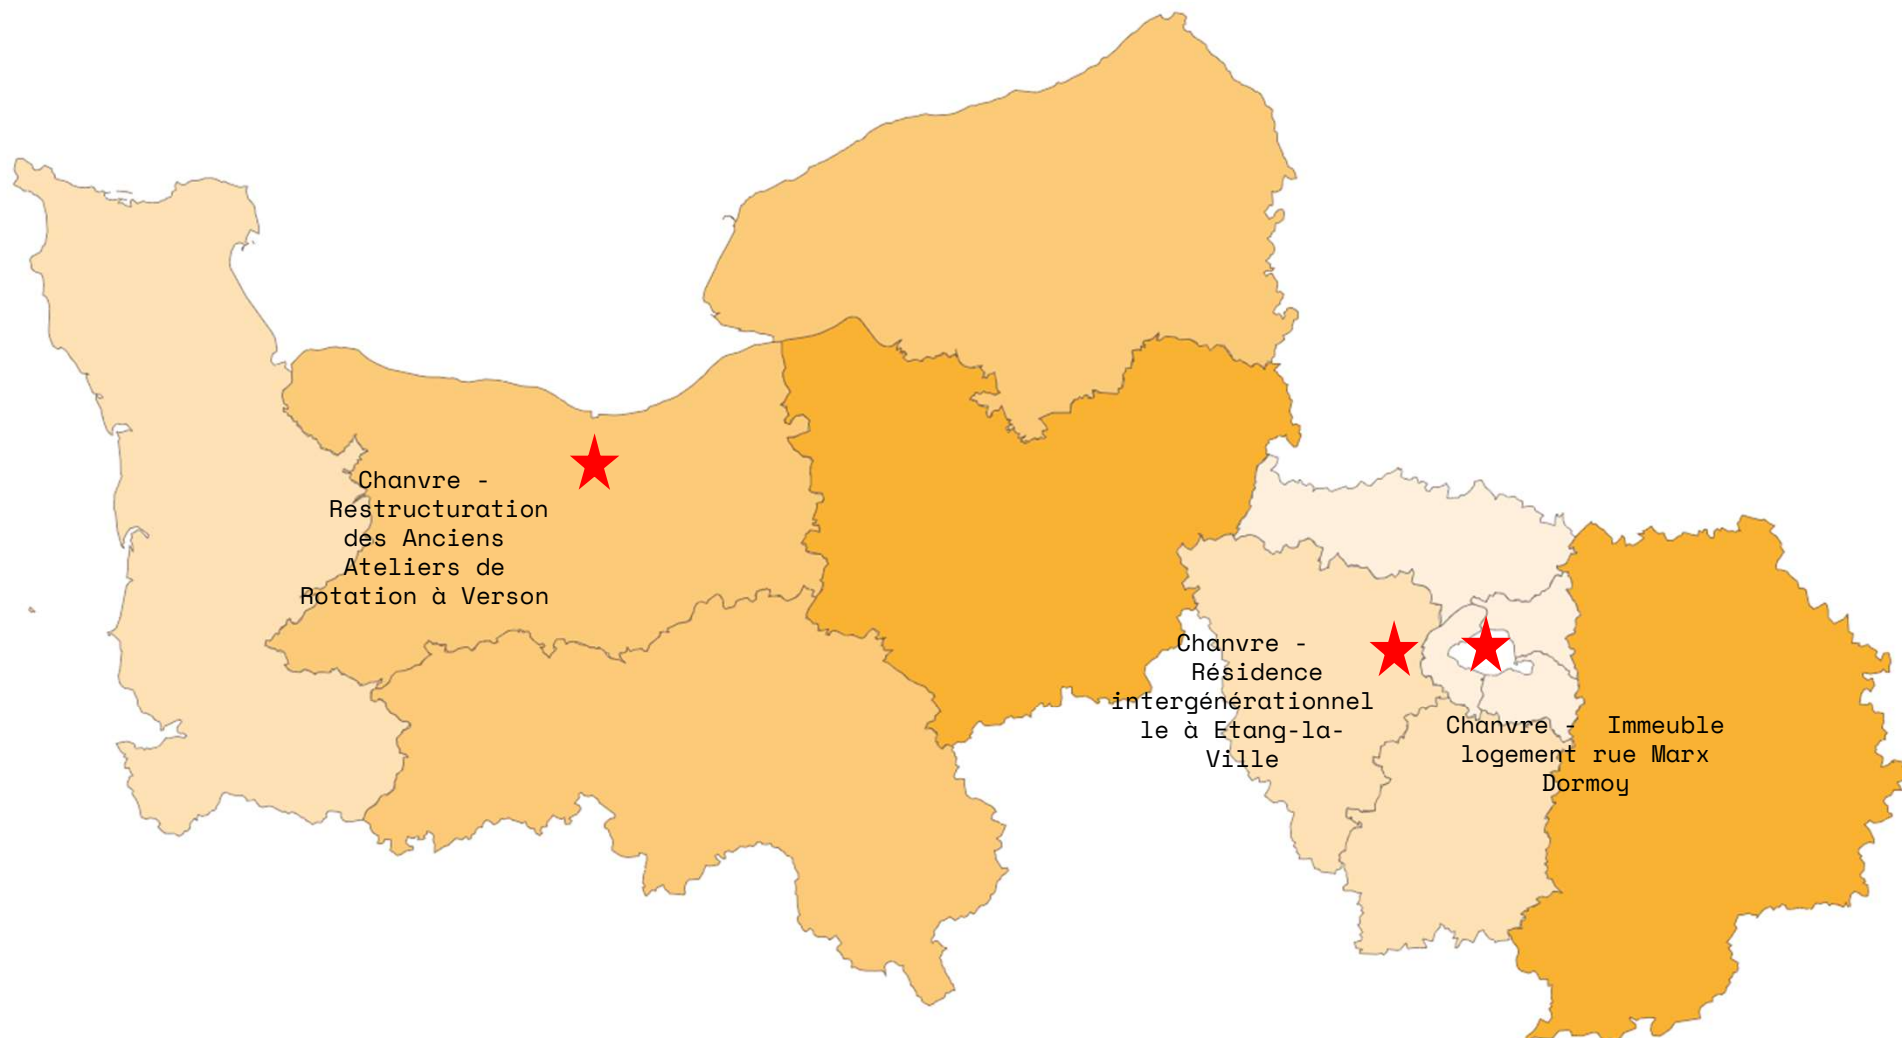 Chanvre -
Restructuration
des Anciens
Ateliers de
Rotation à Verson
Chanvre -
Résidence
intergénérationnel
le à Etang-la-
Ville
Chanvre - Immeuble
logement rue Marx
Dormoy